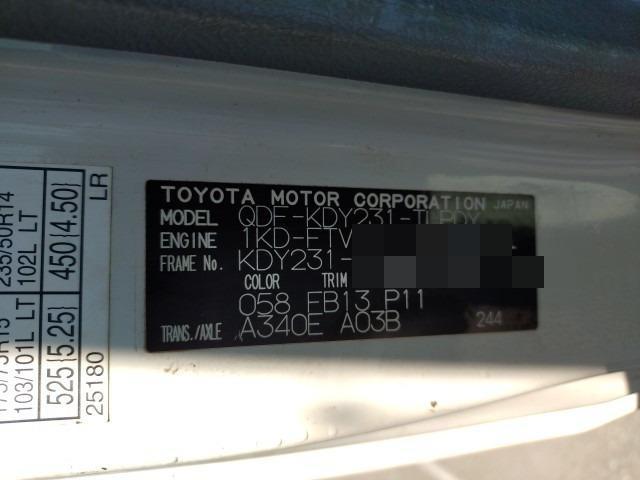 TOYOTA MOTOR CORPORATION JAPAN
MODEL QDF-KDY231-TLPDY
ENGINE 1KD-FTV
FRAME No. KDY231-
COLOR TRIM
058 FB13 P11
TRANS./AXLE A340E A03B 244
235/50R14
102L LT
450{4.50}
LR
103/101L LT
525{5.25}
25180